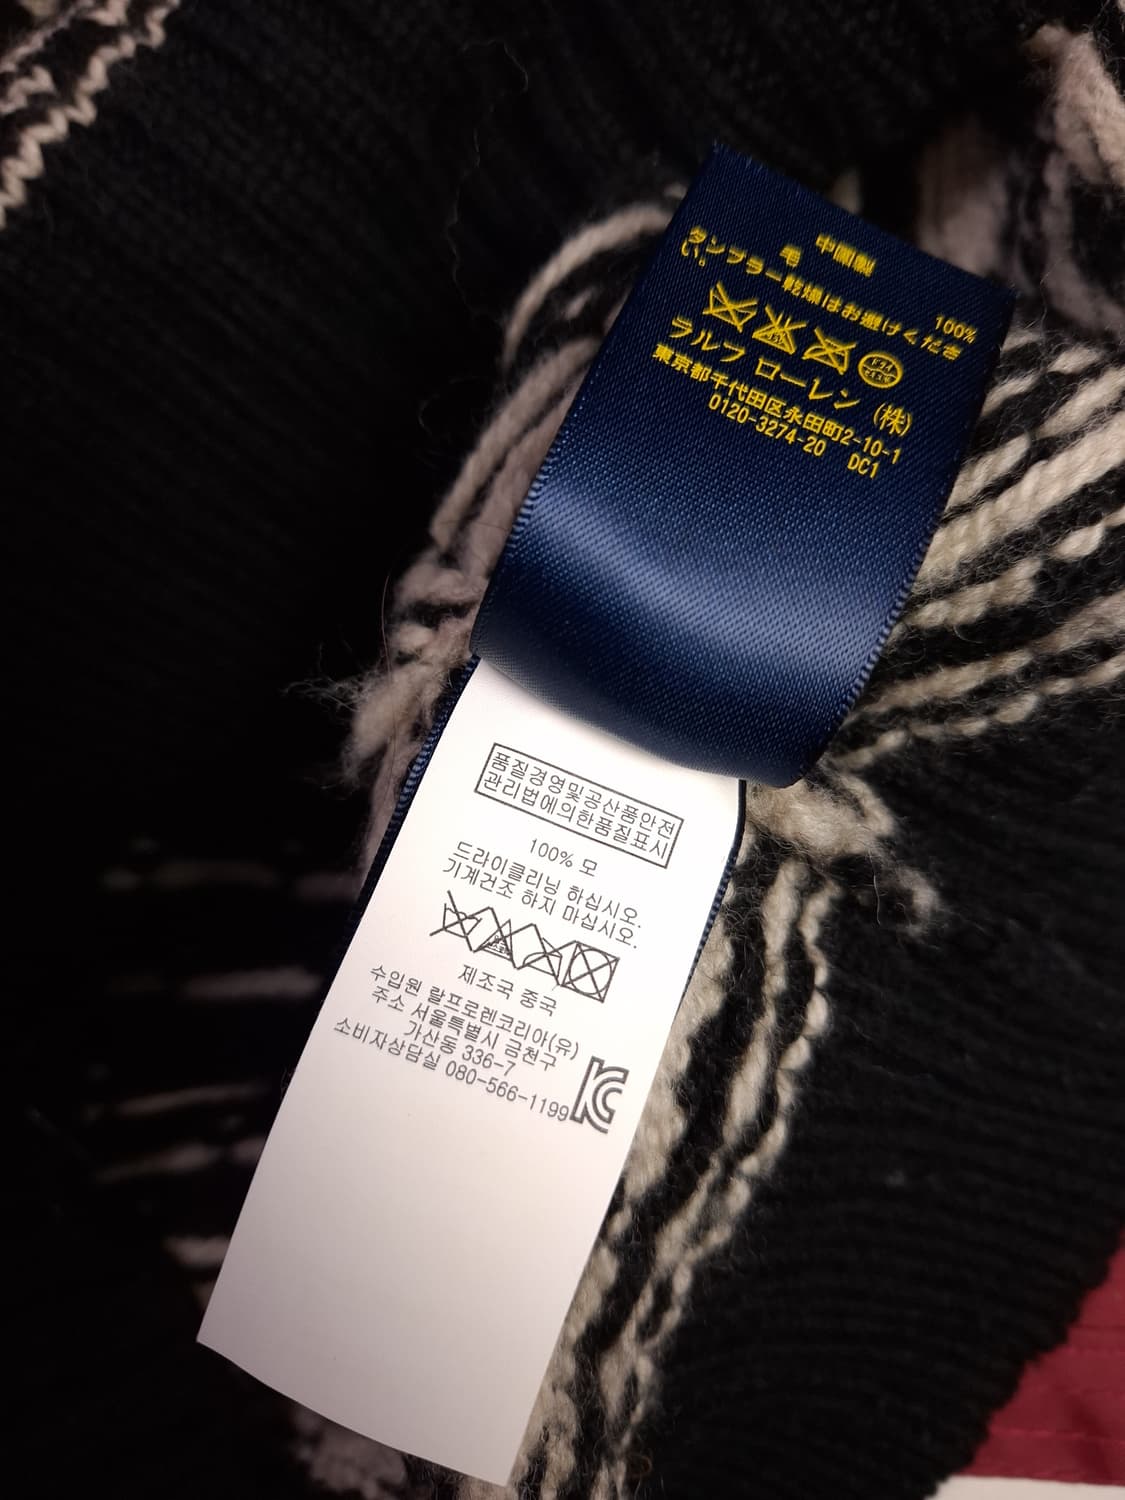 中国製
毛 100%
タンブラー乾燥はお避けくださ
い。
ドライ
ラルフ ローレン (株)
東京都千代田区永田町2-10-1
0120-3274-20 DC1
품질경영및공산품안전
관리법에의한품질표시
100% 모
드라이클리닝 하십시오.
기계건조 하지 마십시오.
제조국 중국
수입원 랄프로렌코리아(유)
주소 서울특별시 금천구
가산동 336-7
소비자상담실 080-566-1199
KC